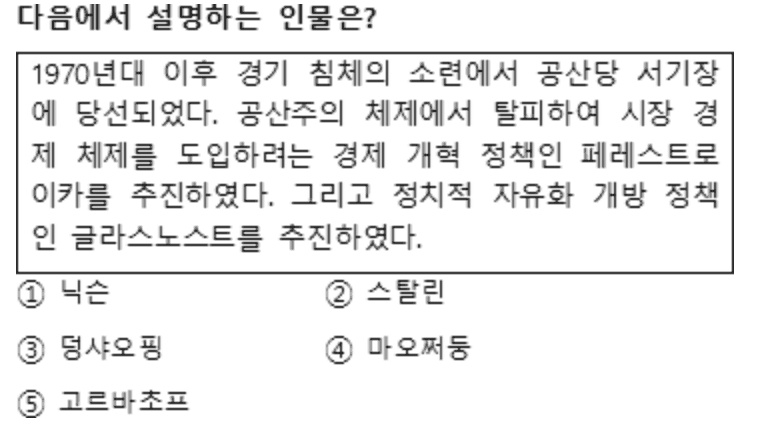 다음에서 설명하는 인물은?
1970년대 이후 경기 침체의 소련에서 공산당 서기장
에 당선되었다. 공산주의 체제에서 탈피하여 시장 경
제 체제를 도입하려는 경제 개혁 정책인 페레스트로
이카를 추진하였다. 그리고 정치적 자유화 개방 정책
인 글라스노스트를 추진하였다.
① 닉슨 ② 스탈린
③ 덩샤오핑 ④ 마오쩌둥
⑤ 고르바초프